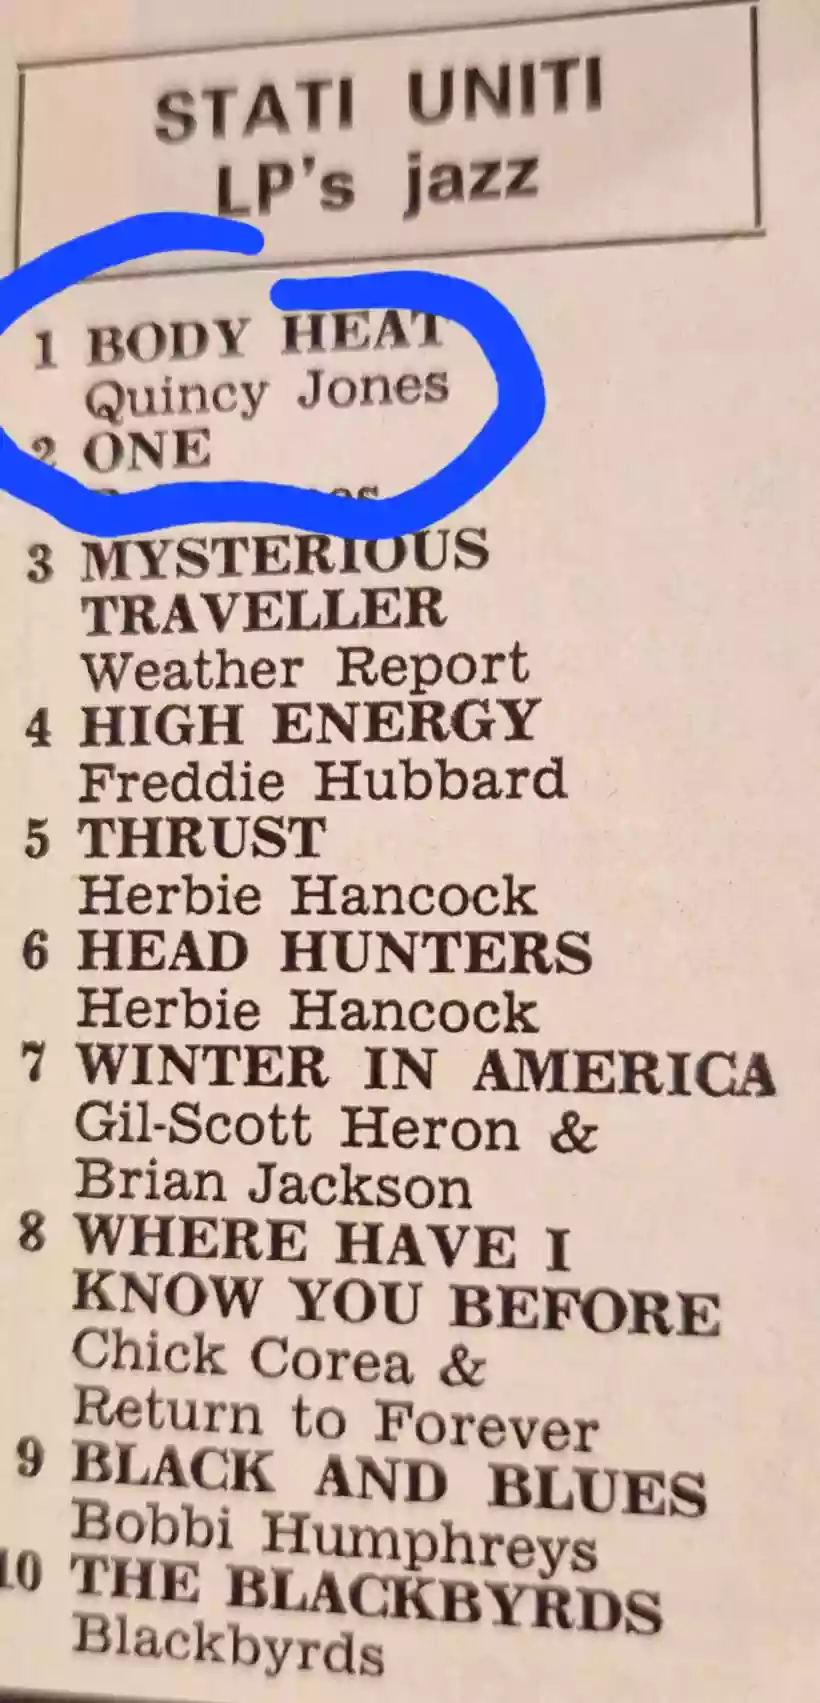 STATI UNITI
LP's jazz
1 BODY HEAT
Quincy Jones
2 ONE
3 MYSTERIOUS
TRAVELLER
Weather Report
4 HIGH ENERGY
Freddie Hubbard
5 THRUST
Herbie Hancock
6 HEAD HUNTERS
Herbie Hancock
7 WINTER IN AMERICA
Gil-Scott Heron &
Brian Jackson
8 WHERE HAVE I
KNOW YOU BEFORE
Chick Corea &
Return to Forever
9 BLACK AND BLUES
Bobbi Humphreys
10 THE BLACKBYRDS
Blackbyrds